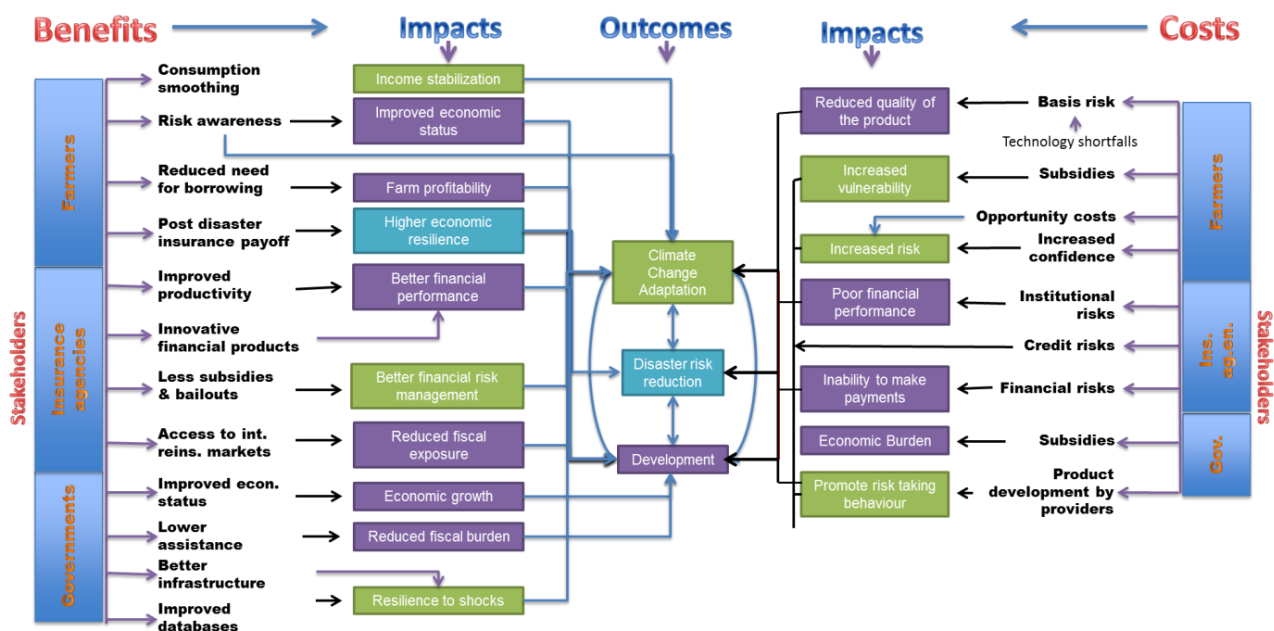 Benefits
Impacts
Outcomes
Impacts
Costs
Stakeholders
Farmers
Insurance
agencies
Governments
Consumption
smoothing
Risk awareness
Reduced need
for borrowing
Post disaster
insurance payoff
Improved
productivity
Innovative
financial products
Less subsidies
& bailouts
Access to int.
reins. markets
Improved econ.
status
Lower
assistance
Better
infrastructure
Improved
databases
Income stabilization
Improved economic
status
Farm profitability
Higher economic
resilience
Better financial
performance
Better financial risk
management
Reduced fiscal
exposure
Economic growth
Reduced fiscal burden
Resilience to shocks
Climate
Change
Adaptation
Disaster risk
reduction
Development
Reduced quality of
the product
Increased
vulnerability
Increased risk
Poor financial
performance
Inability to make
payments
Economic Burden
Promote risk taking
behaviour
Basis risk
Technology shortfalls
Subsidies
Opportunity costs
Increased
confidence
Institutional
risks
Credit risks
Financial risks
Subsidies
Product
development by
providers
Farmers
Ins.
ag.en.
Gov.
Stakeholders